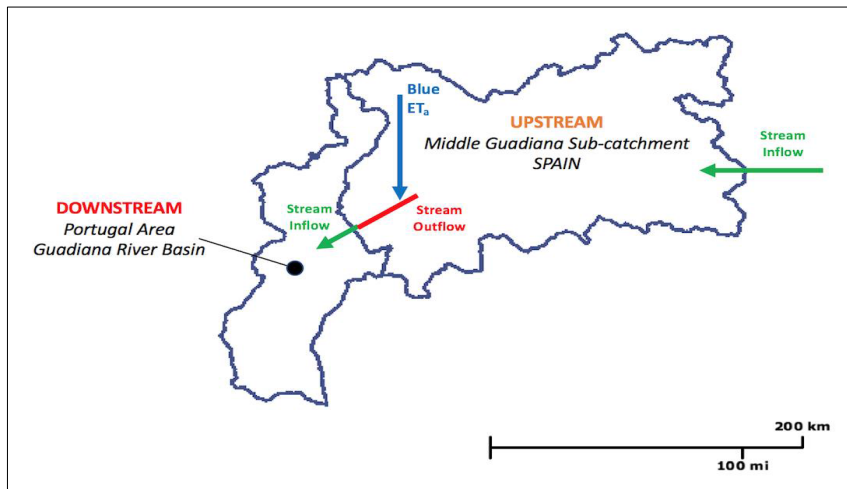 Blue
ETa
UPSTREAM
Middle Guadiana Sub-catchment
SPAIN
Stream
Inflow
DOWNSTREAM
Portugal Area
Guadiana River Basin
Stream
Inflow
Stream
Outflow
200 km
100 mi